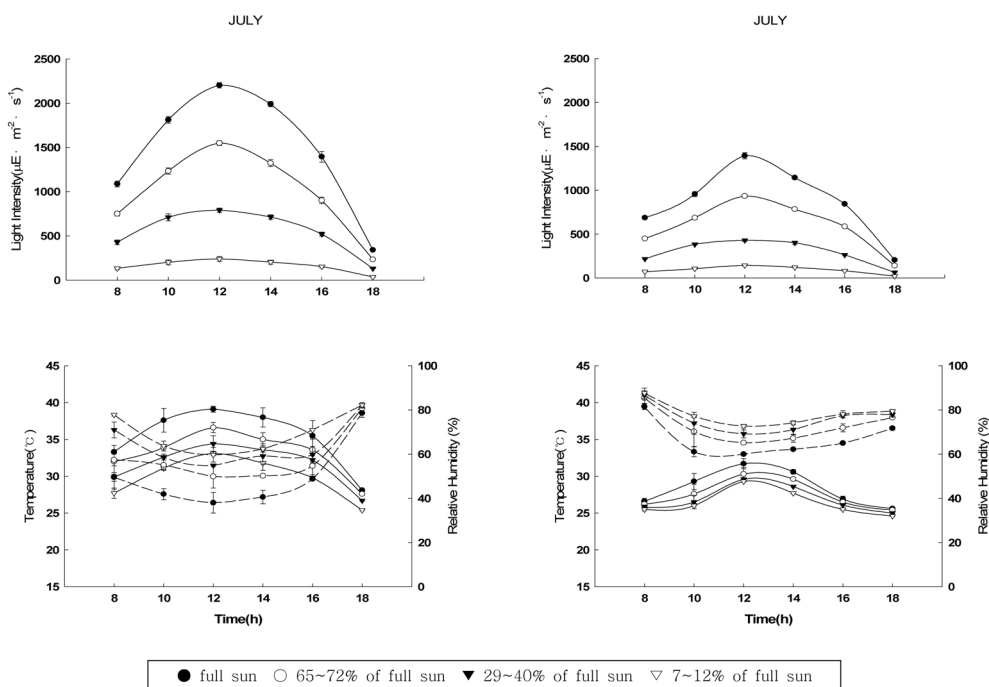 JULY
JULY
Light Intensity(μE · m-2 · s-1)
2500
2000
1500
1000
500
0
8 10 12 14 16 18
Light Intensity(μE · m-2 · s-1)
2500
2000
1500
1000
500
0
8 10 12 14 16 18
Temperature(℃)
45
40
35
30
25
20
15
100
80
60
40
20
0
Relative Humidity (%)
8 10 12 14 16 18
Time(h)
Temperature(℃)
45
40
35
30
25
20
15
100
80
60
40
20
0
Relative Humidity (%)
8 10 12 14 16 18
Time(h)
full sun 65~72% of full sun 29~40% of full sun 7~12% of full sun